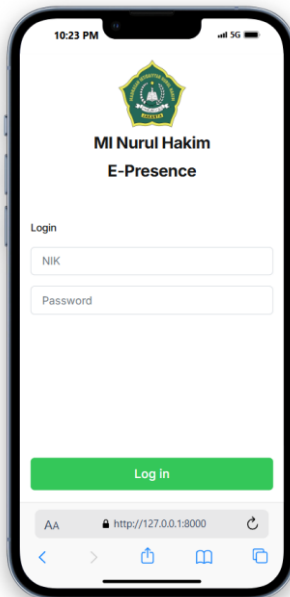 10:23 PM
5G
MI Nurul Hakim
E-Presence
Login
NIK
Password
Log in
AA
http://127.0.0.1:8000